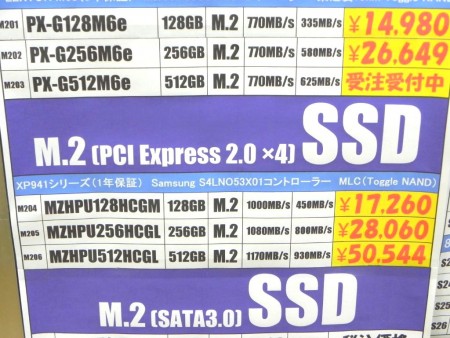 M201 PX-G128M6e 128GB M.2 770MB/s 335MB/s ¥14,980
M202 PX-G256M6e 256GB M.2 770MB/s 580MB/s ¥26,649
M203 PX-G512M6e 512GB M.2 770MB/s 625MB/s 受注受付中
M.2 (PCI Express 2.0 ×4) SSD
XP941シリーズ(1年保証) Samsung S4LN053X01コントローラー MLC(Toggle NAND)
M204 MZHPU128HCGM 128GB M.2 1000MB/s 450MB/s ¥17,260
M205 MZHPU256HCGL 256GB M.2 1080MB/s 800MB/s ¥28,060
M206 MZHPU512HCGL 512GB M.2 1170MB/s 930MB/s ¥50,544
M.2 (SATA3.0) SSD